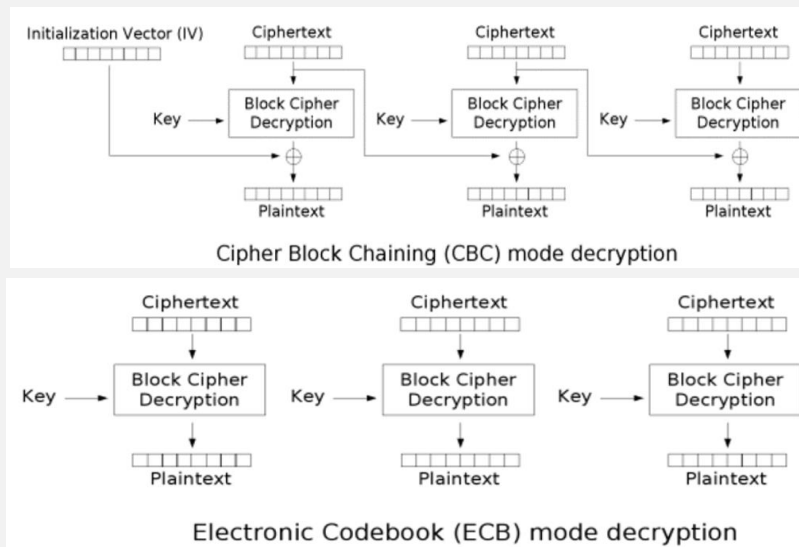 Initialization Vector (IV)
Ciphertext
Ciphertext
Ciphertext
Key
Block Cipher
Decryption
Key
Block Cipher
Decryption
Key
Block Cipher
Decryption
Plaintext
Plaintext
Plaintext
Cipher Block Chaining (CBC) mode decryption
Ciphertext
Ciphertext
Ciphertext
Key
Block Cipher
Decryption
Key
Block Cipher
Decryption
Key
Block Cipher
Decryption
Plaintext
Plaintext
Plaintext
Electronic Codebook (ECB) mode decryption